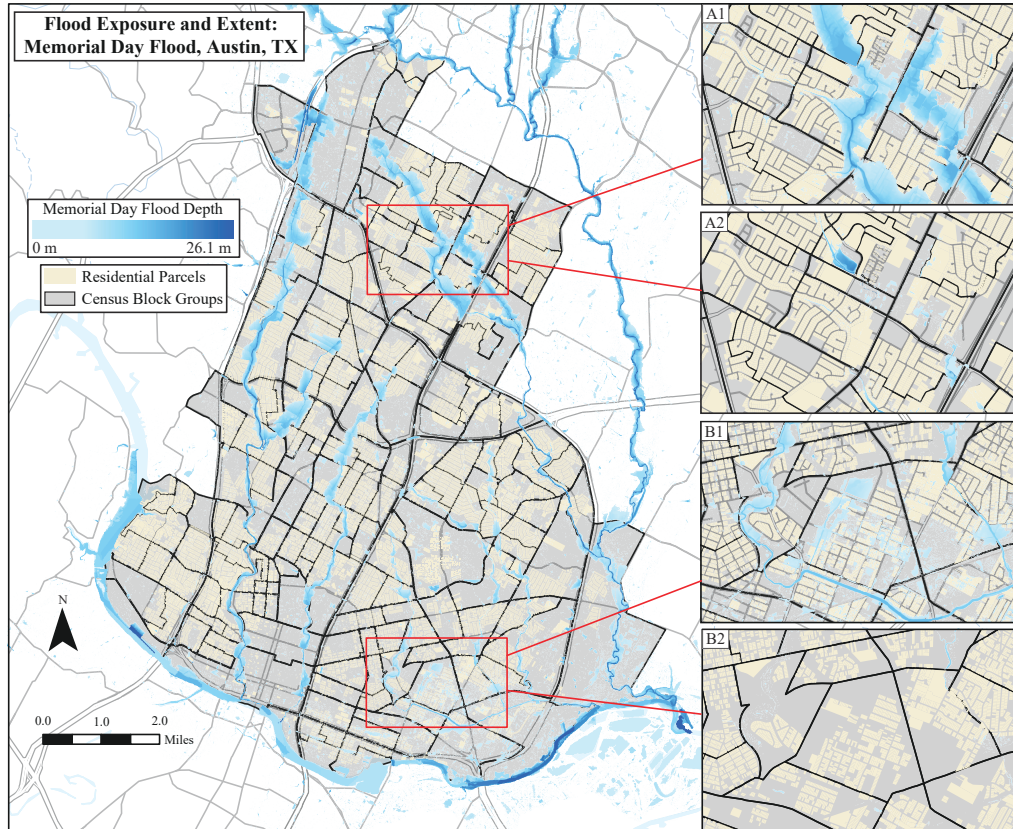 Flood Exposure and Extent:
Memorial Day Flood, Austin, TX
Memorial Day Flood Depth
0 m 26.1 m
Residential Parcels
Census Block Groups
N
0.0 1.0 2.0
Miles
A1
A2
B1
B2